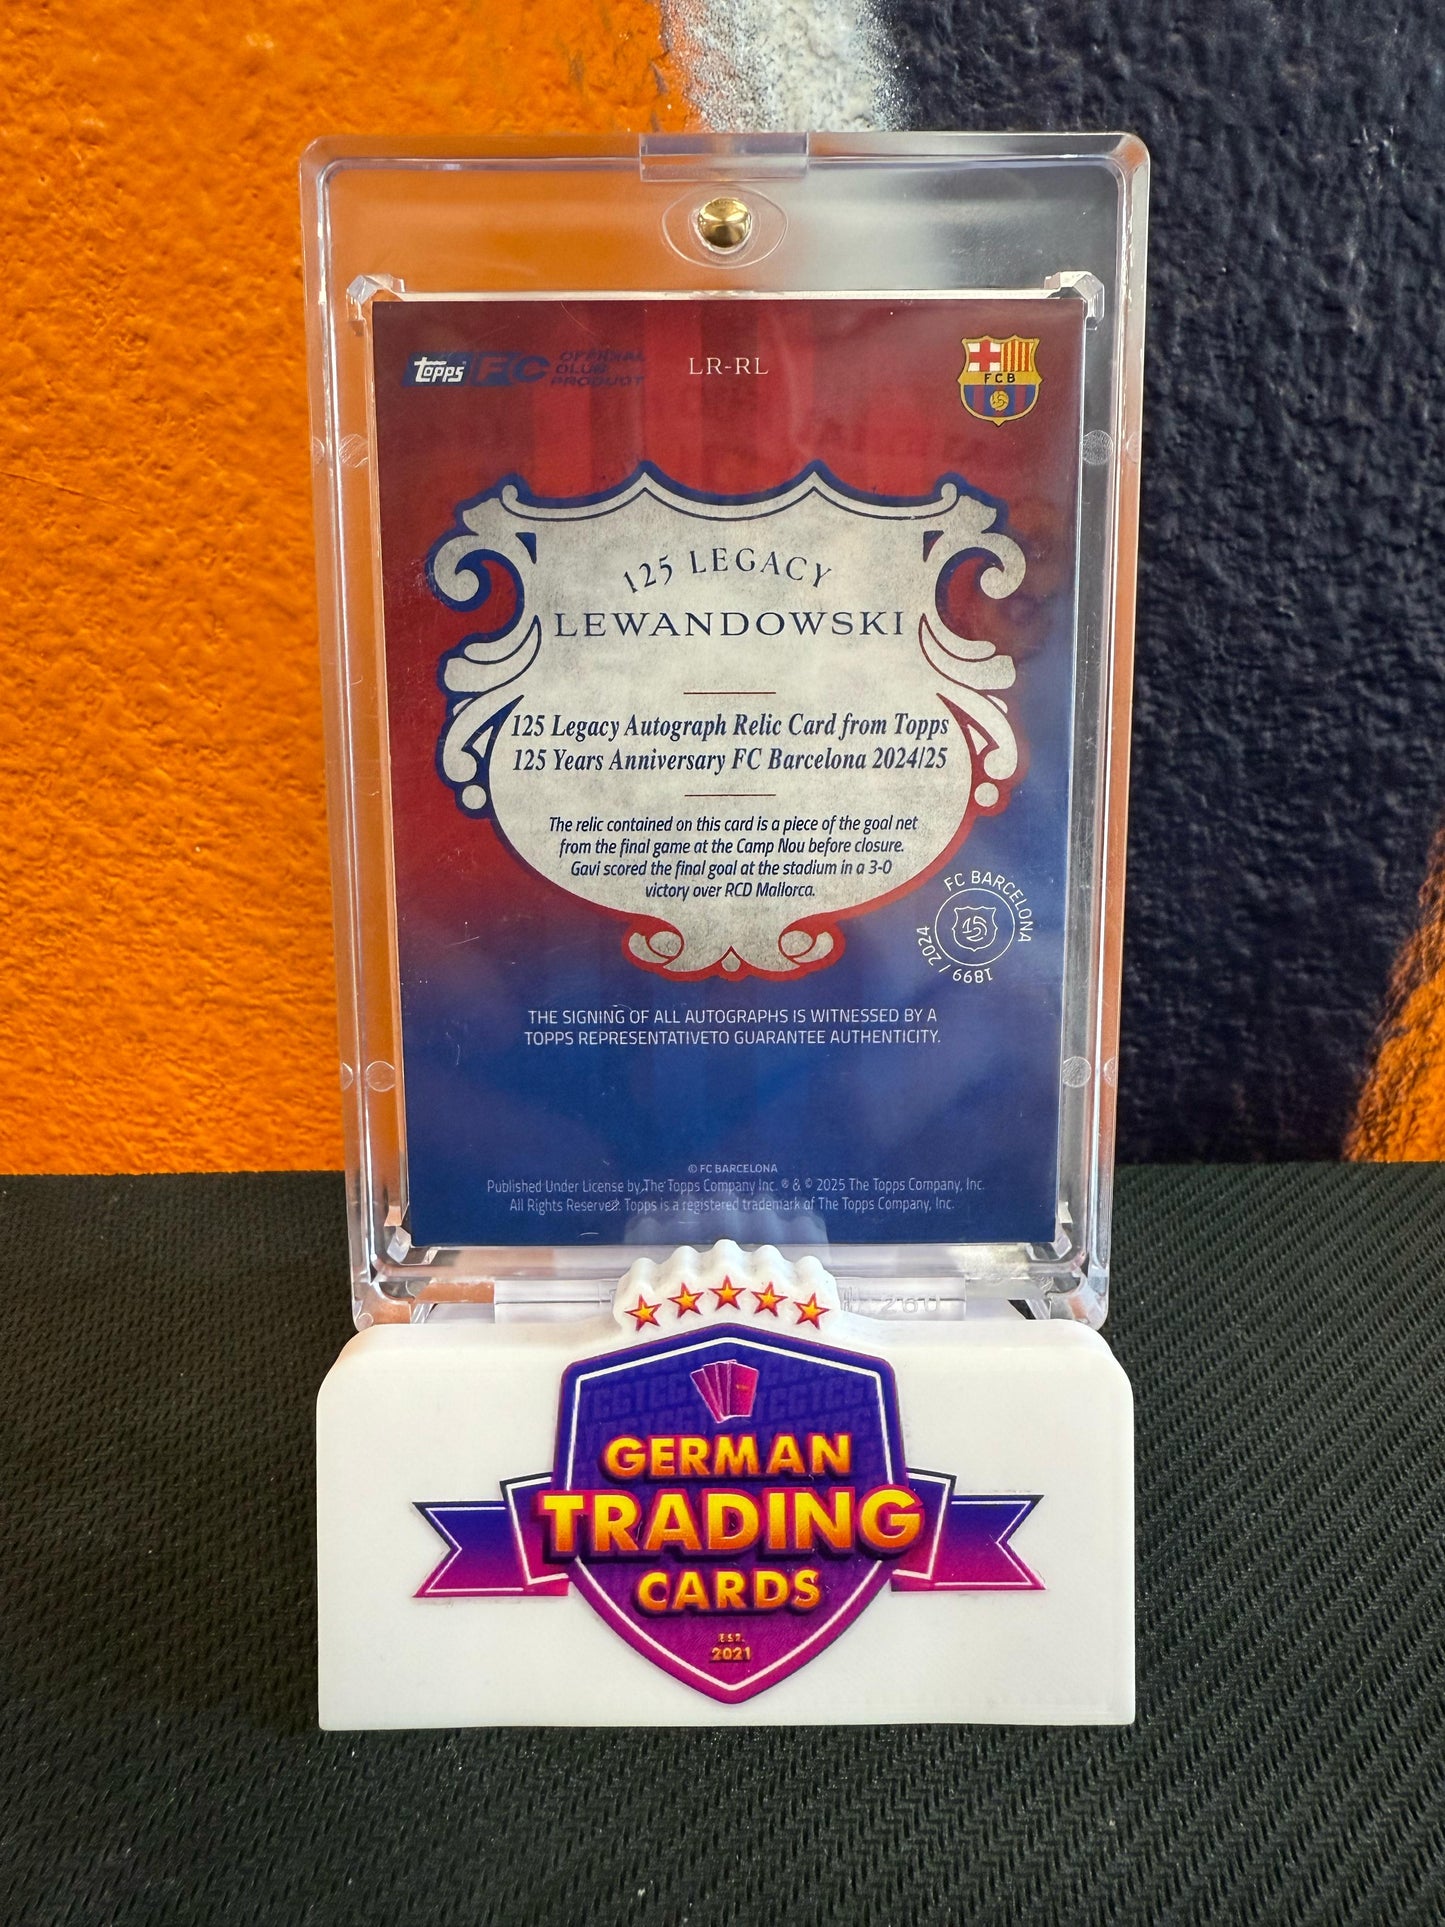 topps FC OFFICIAL
CLUB
PRODUCT
LR-RL
FCB
125 LEGACY
LEWANDOWSKI
125 Legacy Autograph Relic Card from Topps
125 Years Anniversary FC Barcelona 2024/25
The relic contained on this card is a piece of the goal net
from the final game at the Camp Nou before closure.
Gavi scored the final goal at the stadium in a 3-0
victory over RCD Mallorca.
FC BARCELONA
125
1899 / 2024
THE SIGNING OF ALL AUTOGRAPHS IS WITNESSED BY A
TOPPS REPRESENTATIVETO GUARANTEE AUTHENTICITY.
© FC BARCELONA
Published Under License by The Topps Company Inc. ® & © 2025 The Topps Company, Inc.
All Rights Reserved. Topps is a registered trademark of The Topps Company, Inc.
GERMAN
TRADING
CARDS
EST.
2021